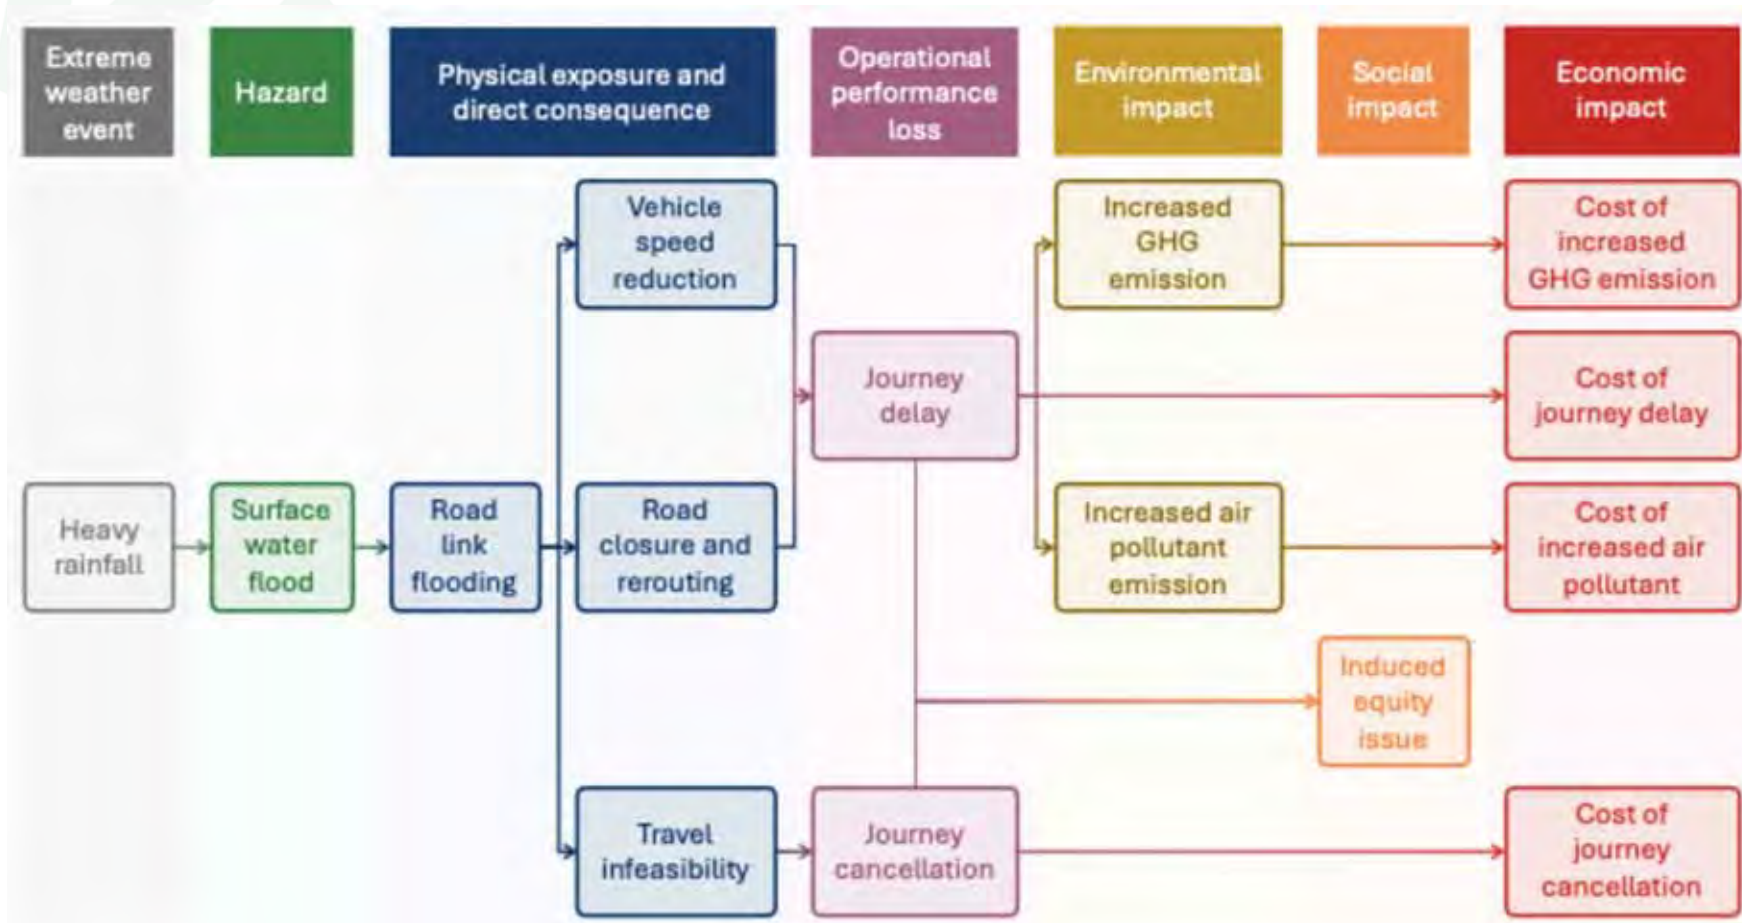 Extreme
weather
event
Hazard
Physical exposure and
direct consequence
Operational
performance
loss
Environmental
impact
Social
impact
Economic
impact
Vehicle
speed
reduction
Increased
GHG
emission
Cost of
increased
GHG emission
Journey
delay
Cost of
journey delay
Heavy
rainfall
Surface
water
flood
Road
link
flooding
Road
closure and
rerouting
Increased air
pollutant
emission
Cost of
increased air
pollutant
Induced
equity
issue
Travel
infeasibility
Journey
cancellation
Cost of
journey
cancellation